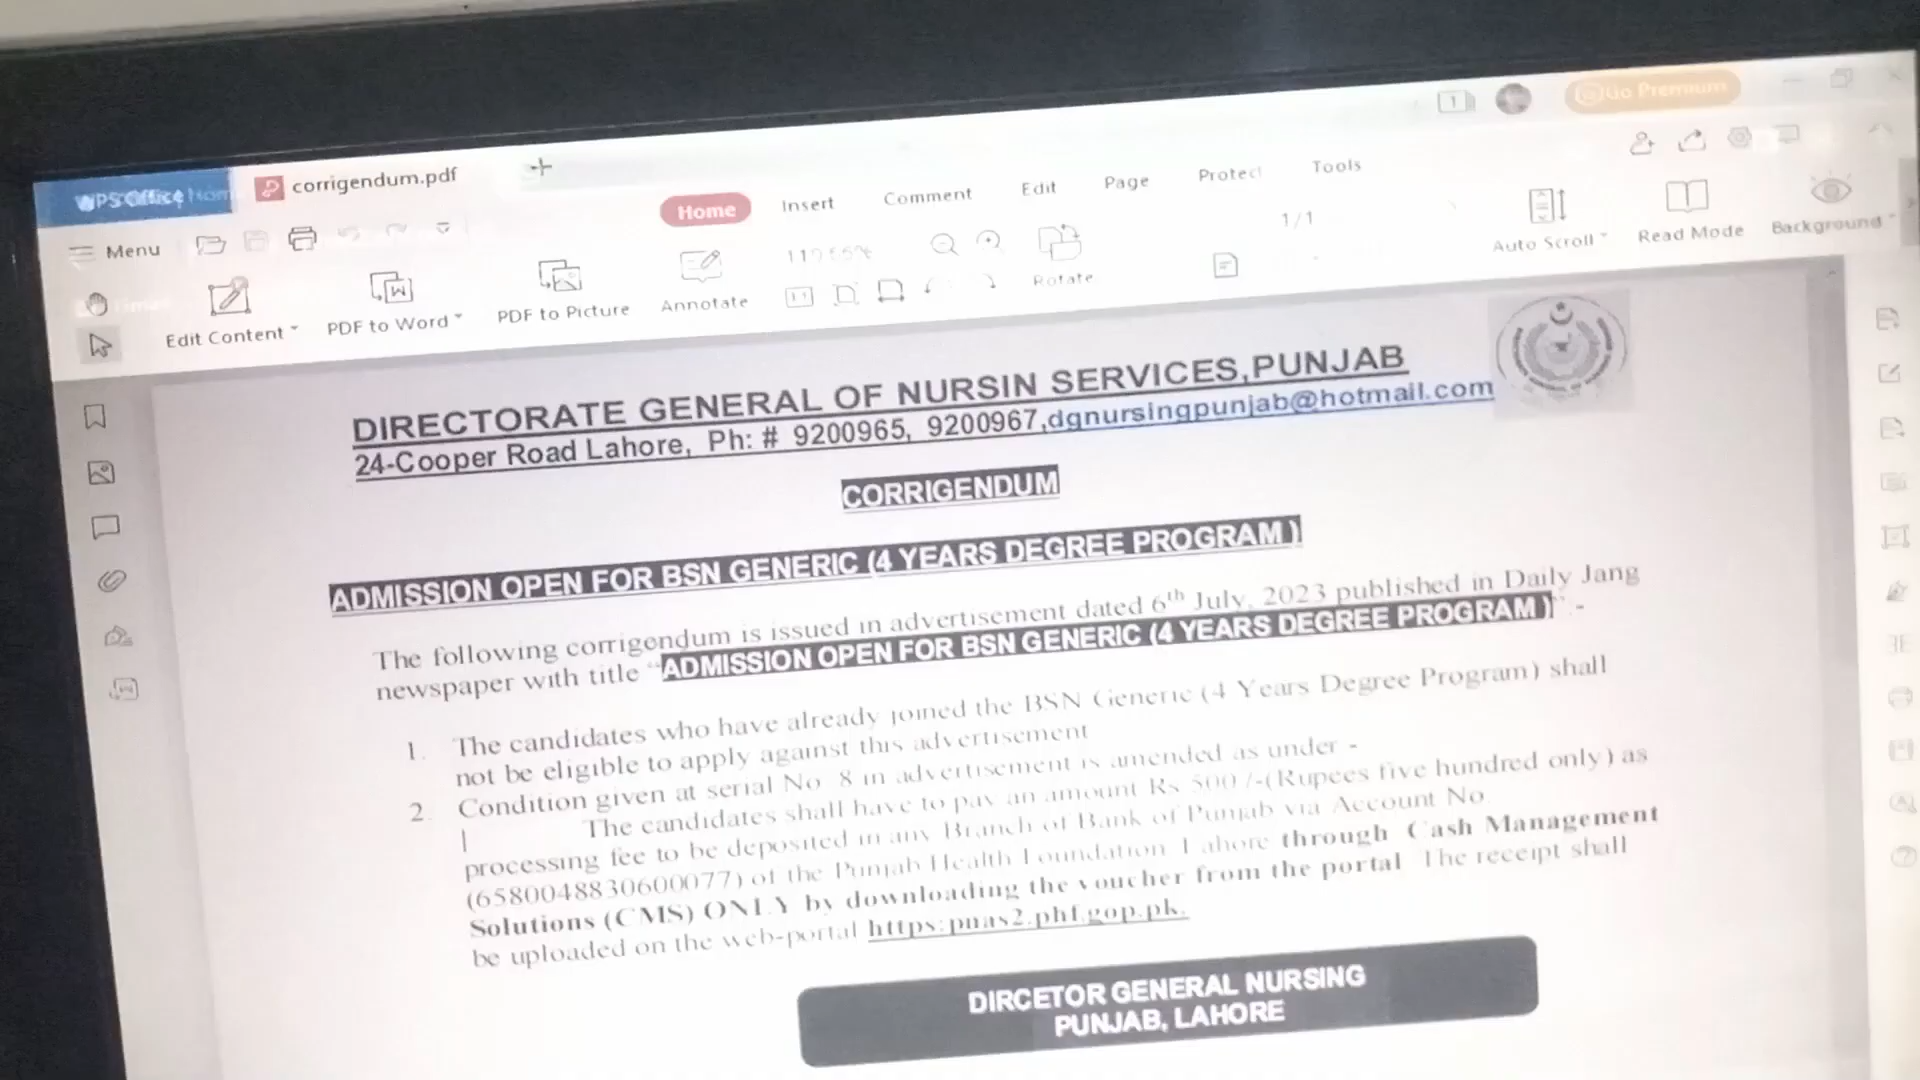 1
Go Premium
WPS Office
corrigendum.pdf
+
Menu
Home
Insert
Comment
Edit
Page
Protect
Tools
1/1
Edit Content
PDF to Word
PDF to Picture
Annotate
Rotate
Auto Scroll
Read Mode
Background
DIRECTORATE GENERAL OF NURSIN SERVICES,PUNJAB
24-Cooper Road Lahore, Ph: # 9200965, 9200967,dgnursingpunjab@hotmail.com
CORRIGENDUM
ADMISSION OPEN FOR BSN GENERIC (4 YEARS DEGREE PROGRAM )
The following corrigendum is issued in advertisement dated 6th July, 2023 published in Daily Jang
newspaper with title “ADMISSION OPEN FOR BSN GENERIC (4 YEARS DEGREE PROGRAM )” -
1. The candidates who have already joined the BSN Generic (4 Years Degree Program) shall
not be eligible to apply against this advertisement
2. Condition given at serial No. 8 in advertisement is amended as under -
The candidates shall have to pay an amount Rs 500/-(Rupees five hundred only) as
processing fee to be deposited in any Branch of Bank of Punjab via Account No.
(6580048830600077) of the Punjab Health Foundation Lahore through Cash Management
Solutions (CMS) ONLY by downloading the voucher from the portal The receipt shall
be uploaded on the web-portal https:pnas2.phf.gop.pk.
DIRCETOR GENERAL NURSING
PUNJAB, LAHORE